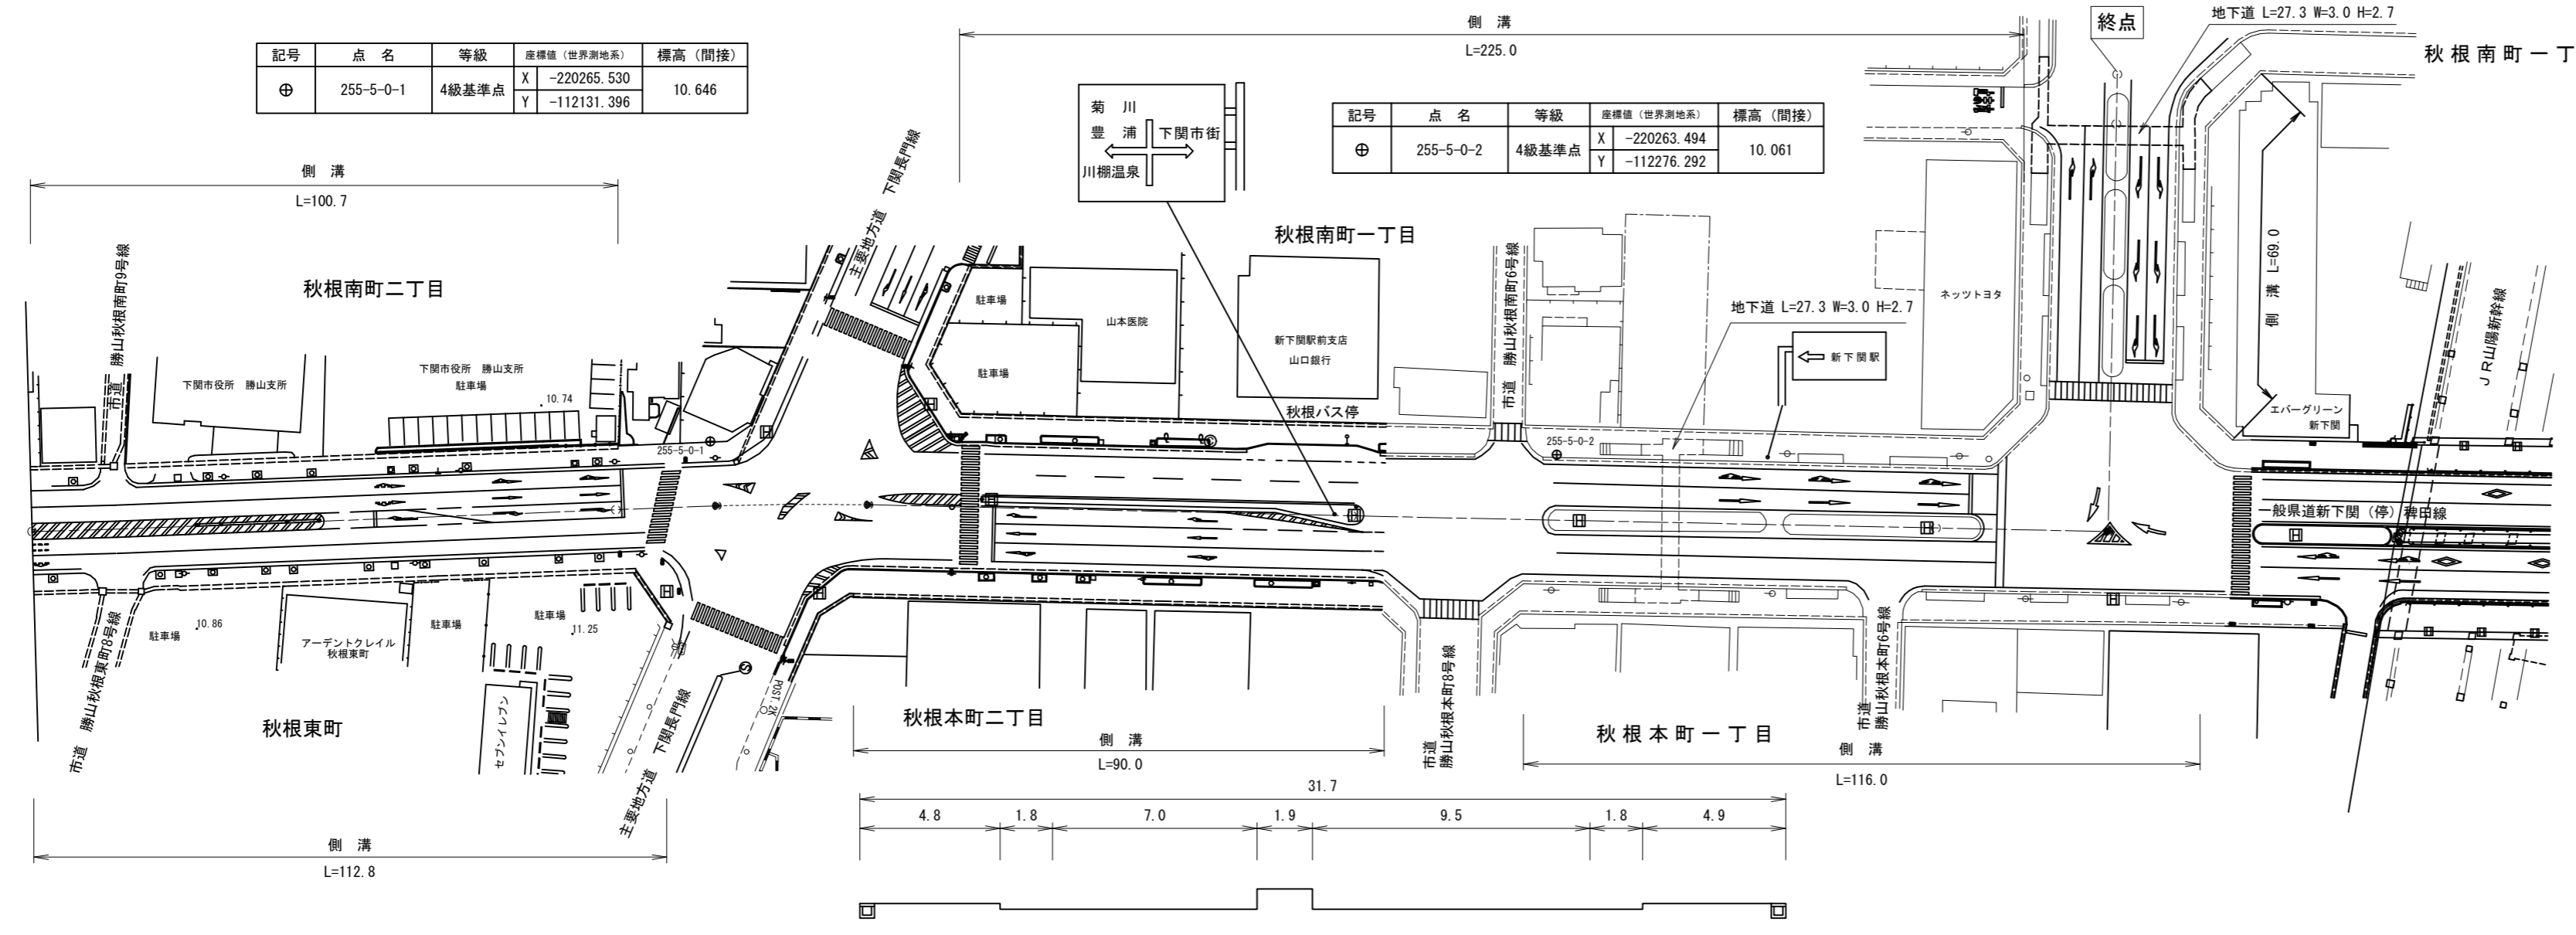 側 溝
L=225.0
終点
地下道 L=27.3 W=3.0 H=2.7
秋根南町一丁
記号 点 名 等級 座標値(世界測地系) 標高(間接)
255-5-0-1 4級基準点 X -220265.530 10.646
Y -112131.396
菊 川
豊 浦 下関市街
川棚温泉
記号 点 名 等級 座標値(世界測地系) 標高(間接)
255-5-0-2 4級基準点 X -220263.494 10.061
Y -112276.292
側 溝
L=100.7
主要地方道 下関長門線
市道 勝山秋根南町9号線
秋根南町二丁目
秋根南町一丁目
市道 勝山秋根南町6号線
側 溝 L=69.0
JR山陽新幹線
駐車場
山本医院
新下関駅前支店
山口銀行
ネッツトヨタ
地下道 L=27.3 W=3.0 H=2.7
新下関駅
下関市役所 勝山支所
下関市役所 勝山支所
駐車場
10.74
駐車場
秋根バス停
エバーグリーン
新下関
255-5-0-1
255-5-0-2
一般県道新下関(停)稗田線
市道 勝山秋根東町8号線
駐車場
10.86
アーデントクレイル
秋根東町
駐車場
駐車場
11.25
セブンイレブン
秋根東町
主要地方道 下関長門線
POST.2K
秋根本町二丁目
市道
勝山秋根本町8号線
秋根本町一丁目
市道
勝山秋根本町6号線
側 溝
L=90.0
側 溝
L=116.0
31.7
4.8 1.8 7.0 1.9 9.5 1.8 4.9
側 溝
L=112.8